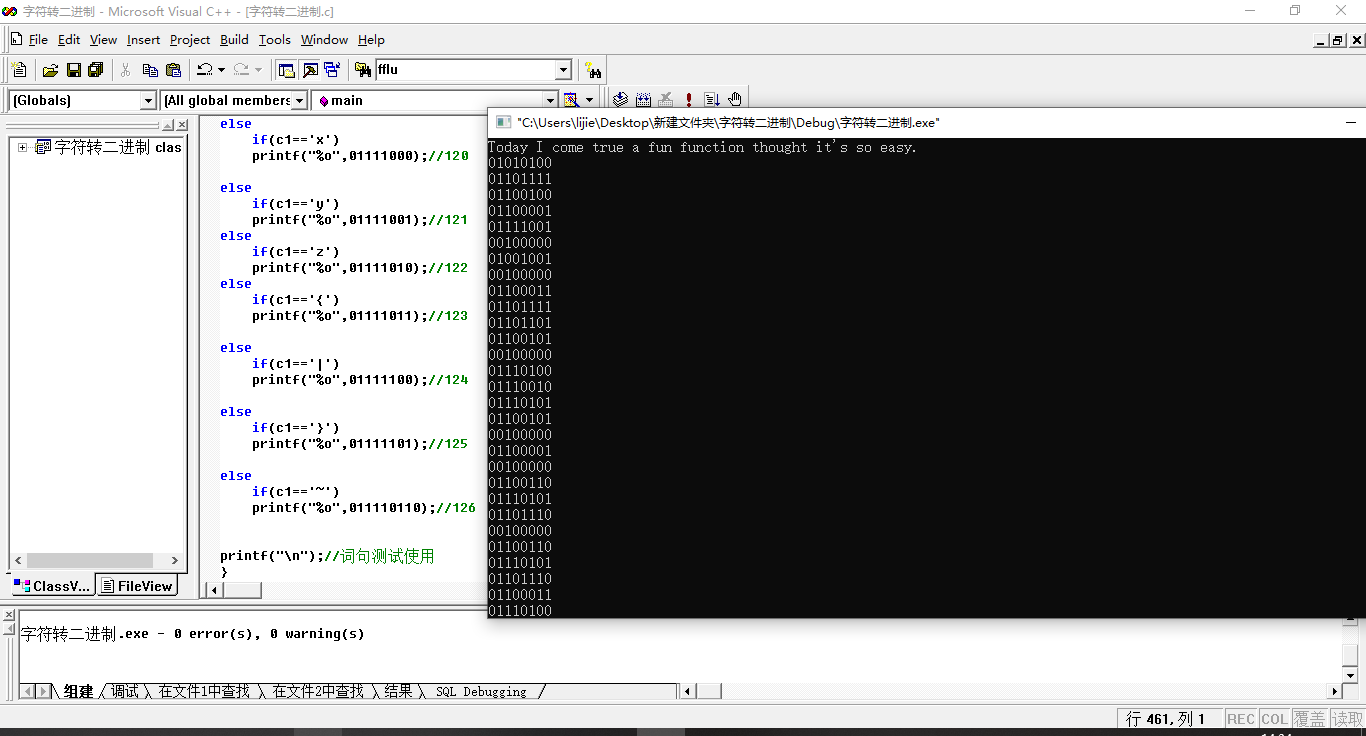 字符转二进制 - Microsoft Visual C++ - [字符转二进制.c]
File Edit View Insert Project Build Tools Window Help
fflu
(Globals) (All global members main
"C:\Users\lijie\Desktop\新建文件夹\字符转二进制\Debug\字符转二进制.exe"
字符转二进制 clas
else
if(c1=='x')
printf("%o",01111000);//120
else
if(c1=='y')
printf("%o",01111001);//121
else
if(c1=='z')
printf("%o",01111010);//122
else
if(c1=='{')
printf("%o",01111011);//123
else
if(c1=='|')
printf("%o",01111100);//124
else
if(c1=='}')
printf("%o",01111101);//125
else
if(c1=='~')
printf("%o",011110110);//126
printf("\n");//词句测试使用
}
Today I come true a fun function thought it's so easy.
01010100
01101111
01100100
01100001
01111001
00100000
01001001
00100000
01100011
01101111
01101101
01100101
00100000
01110100
01110010
01110101
01100101
00100000
01100001
00100000
01100110
01110101
01101110
00100000
01100110
01110101
01101110
01100011
01110100
ClassV... FileView
字符转二进制.exe - 0 error(s), 0 warning(s)
组建 调试 在文件1中查找 在文件2中查找 结果 SQL Debugging
行 461, 列 1 REC COL 覆盖 读取